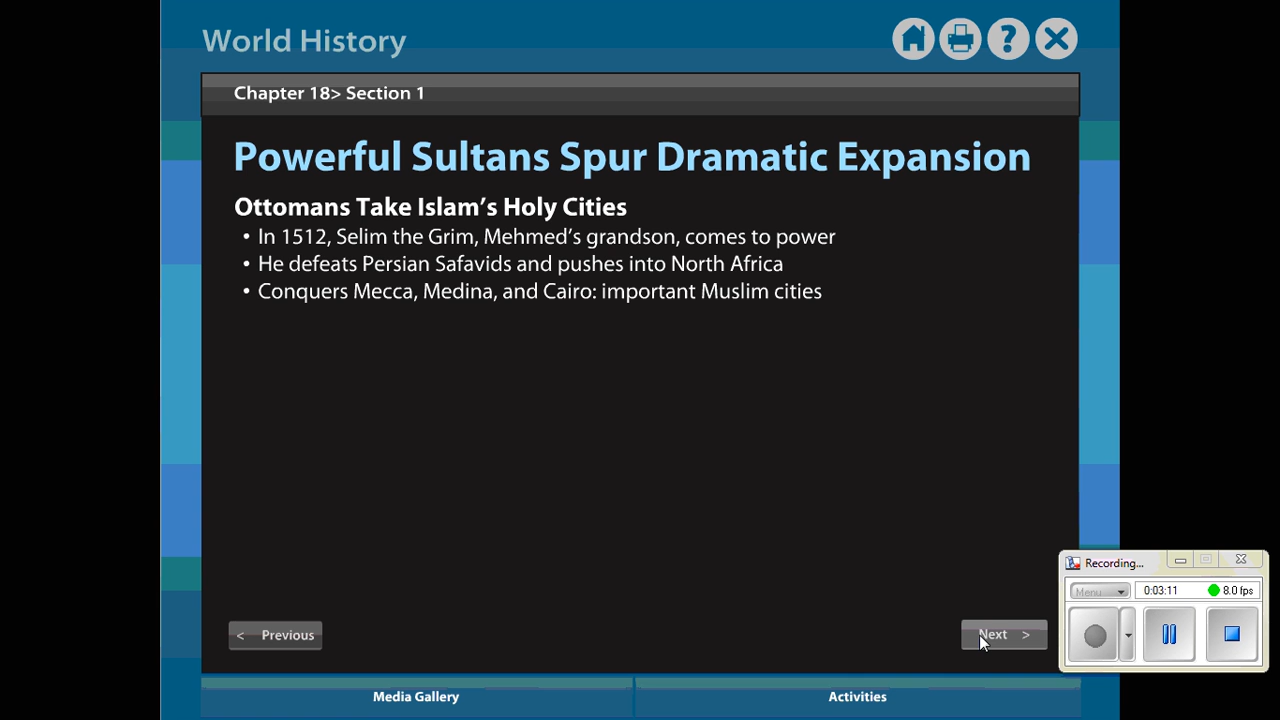 World History
?
Chapter 18> Section 1
Powerful Sultans Spur Dramatic Expansion
Ottomans Take Islam’s Holy Cities
• In 1512, Selim the Grim, Mehmed’s grandson, comes to power
• He defeats Persian Safavids and pushes into North Africa
• Conquers Mecca, Medina, and Cairo: important Muslim cities
Recording...
Menu
0:03:11
8.0 fps
< Previous
Next >
Media Gallery
Activities